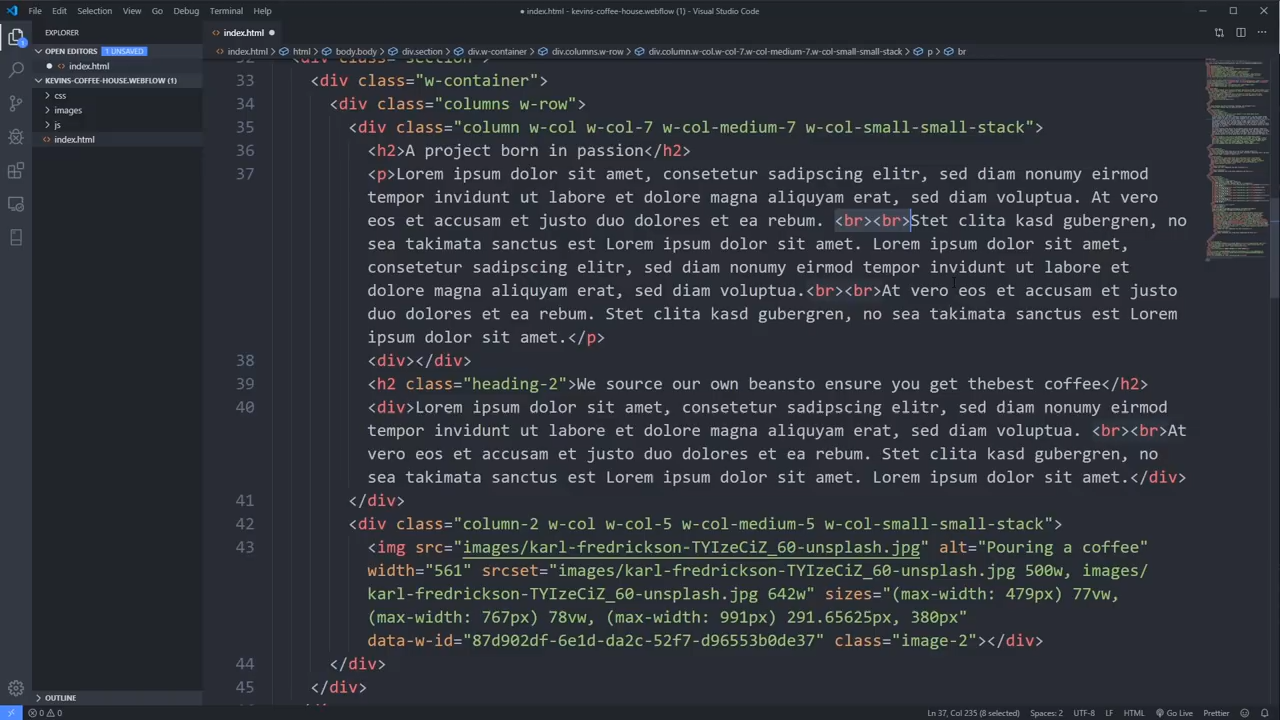 File Edit Selection View Go Debug Terminal Help
● index.html - kevins-coffee-house.webflow (1) - Visual Studio Code
EXPLORER
OPEN EDITORS 1 UNSAVED
● index.html
KEVINS-COFFEE-HOUSE.WEBFLOW (1)
css
images
js
index.html
OUTLINE
index.html ●
index.html > html > body.body > div.section > div.w-container > div.columns.w-row > div.column.w-col.w-col-7.w-col-medium-7.w-col-small-small-stack > p > br
32 <div class="section">
33 <div class="w-container">
34 <div class="columns w-row">
35 <div class="column w-col w-col-7 w-col-medium-7 w-col-small-small-stack">
36 <h2>A project born in passion</h2>
37 <p>Lorem ipsum dolor sit amet, consetetur sadipscing elitr, sed diam nonumy eirmod
tempor invidunt ut labore et dolore magna aliquyam erat, sed diam voluptua. At vero
eos et accusam et justo duo dolores et ea rebum. <br><br>Stet clita kasd gubergren, no
sea takimata sanctus est Lorem ipsum dolor sit amet. Lorem ipsum dolor sit amet,
consetetur sadipscing elitr, sed diam nonumy eirmod tempor invidunt ut labore et
dolore magna aliquyam erat, sed diam voluptua.<br><br>At vero eos et accusam et justo
duo dolores et ea rebum. Stet clita kasd gubergren, no sea takimata sanctus est Lorem
ipsum dolor sit amet.</p>
38 <div></div>
39 <h2 class="heading-2">We source our own beansto ensure you get thebest coffee</h2>
40 <div>Lorem ipsum dolor sit amet, consetetur sadipscing elitr, sed diam nonumy eirmod
tempor invidunt ut labore et dolore magna aliquyam erat, sed diam voluptua. <br><br>At
vero eos et accusam et justo duo dolores et ea rebum. Stet clita kasd gubergren, no
sea takimata sanctus est Lorem ipsum dolor sit amet. Lorem ipsum dolor sit amet.</div>
41 </div>
42 <div class="column-2 w-col w-col-5 w-col-medium-5 w-col-small-small-stack">
43 <img src="images/karl-fredrickson-TYIzeCiZ_60-unsplash.jpg" alt="Pouring a coffee"
width="561" srcset="images/karl-fredrickson-TYIzeCiZ_60-unsplash.jpg 500w, images/
karl-fredrickson-TYIzeCiZ_60-unsplash.jpg 642w" sizes="(max-width: 479px) 77vw,
(max-width: 767px) 78vw, (max-width: 991px) 291.65625px, 380px"
data-w-id="87d902df-6e1d-da2c-52f7-d96553b0de37" class="image-2"></div>
44 </div>
45 </div>
0 0 Ln 37, Col 235 (8 selected) Spaces: 2 UTF-8 LF HTML Go Live Prettier